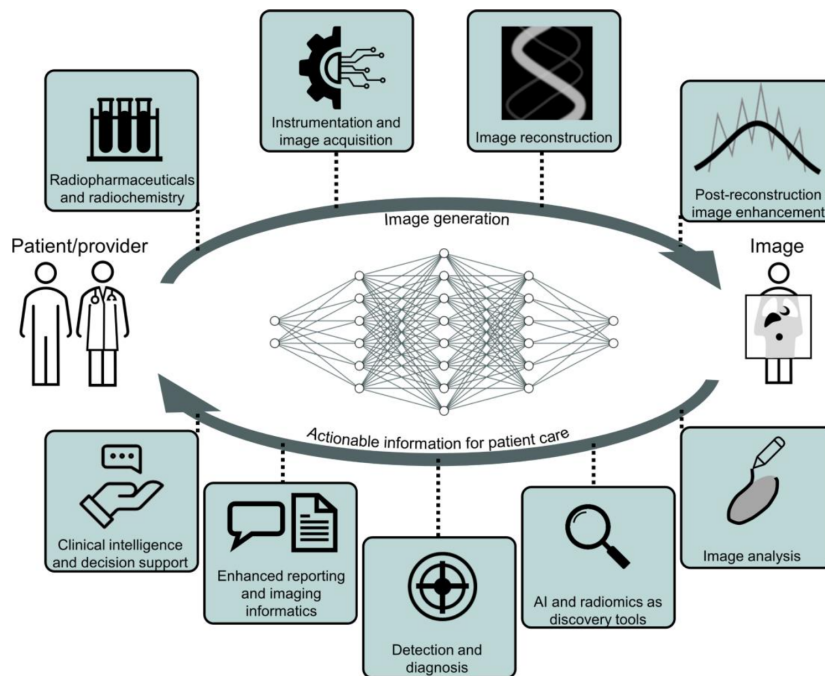 Instrumentation and
image acquisition
Image reconstruction
Radiopharmaceuticals
and radiochemistry
Post-reconstruction
image enhancement
Image generation
Patient/provider
Image
Actionable information for patient care
Clinical intelligence
and decision support
Enhanced reporting
and imaging
informatics
Detection and
diagnosis
AI and radiomics as
discovery tools
Image analysis